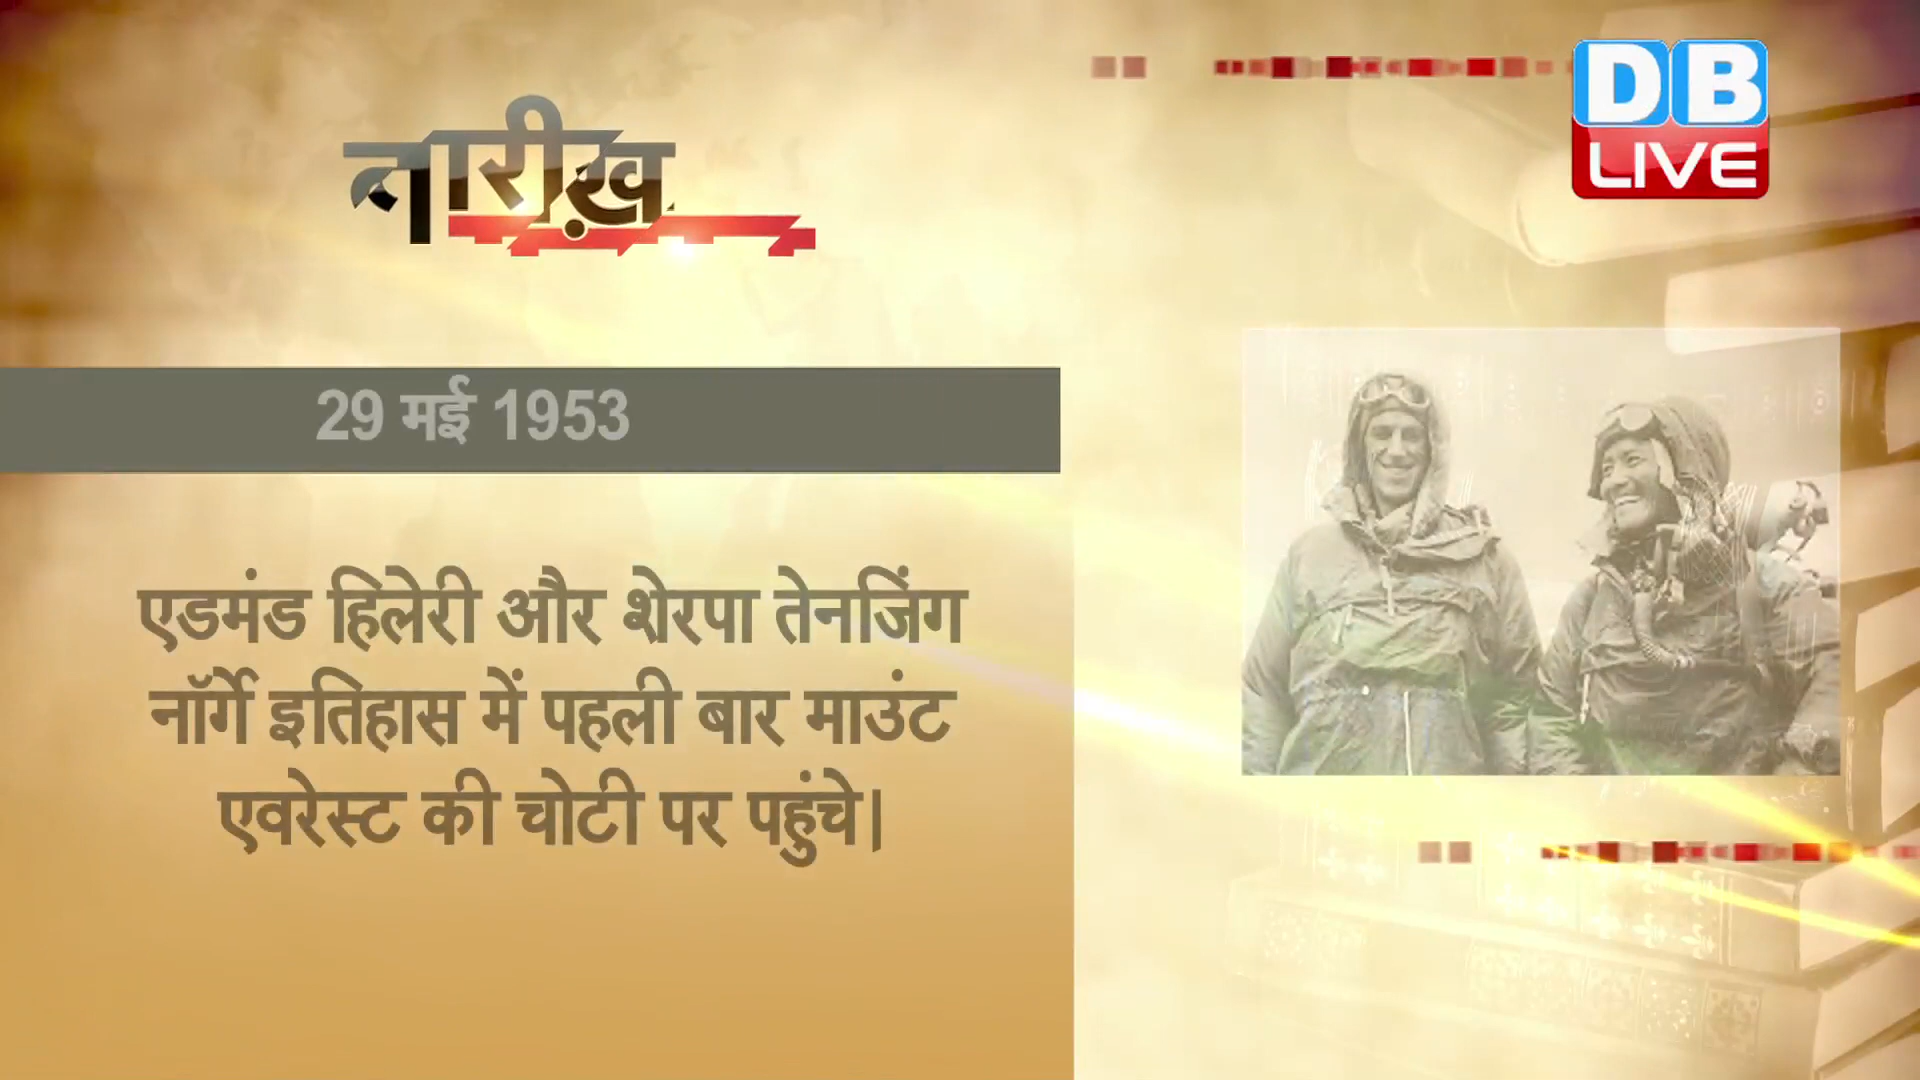 तारीख़
DB
LIVE
29 मई 1953
एडमंड हिलेरी और शेरपा तेनजिंग
नॉर्गे इतिहास में पहली बार माउंट
एवरेस्ट की चोटी पर पहुंचे।